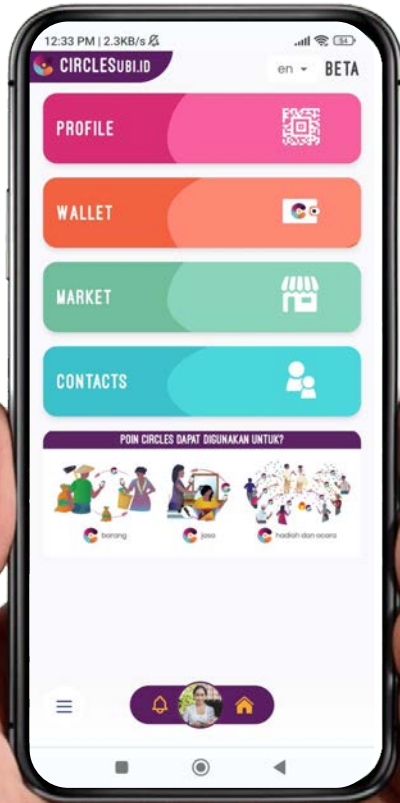 12:33 PM | 2.3KB/s 54
CIRCLESUBI.ID en BETA
PROFILE
WALLET
MARKET
CONTACTS
POIN CIRCLES DAPAT DIGUNAKAN UNTUK?
barang jasa hadiah dan acara